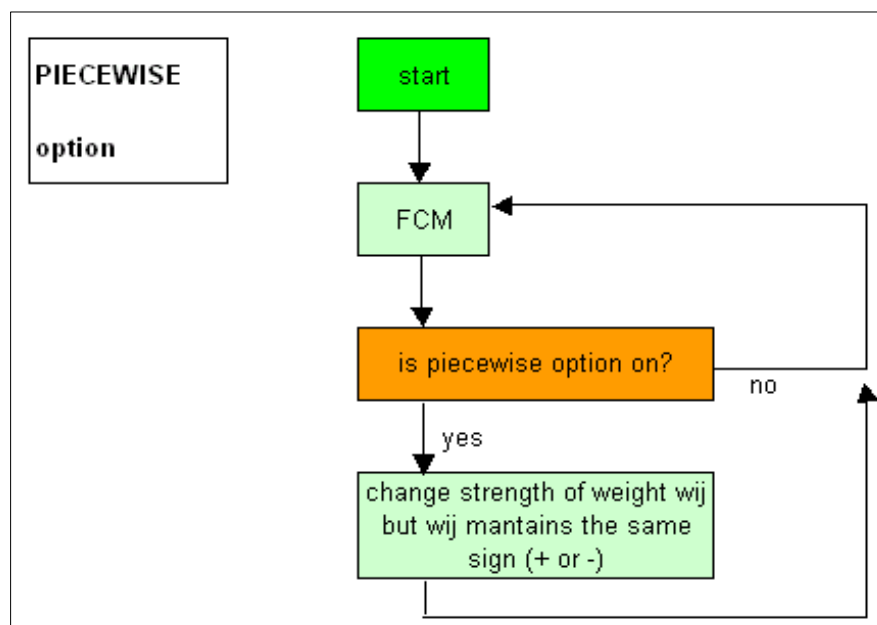 PIECEWISE
option
start
FCM
is piecewise option on?
no
yes
change strength of weight wij
but wij mantains the same
sign (+ or -)